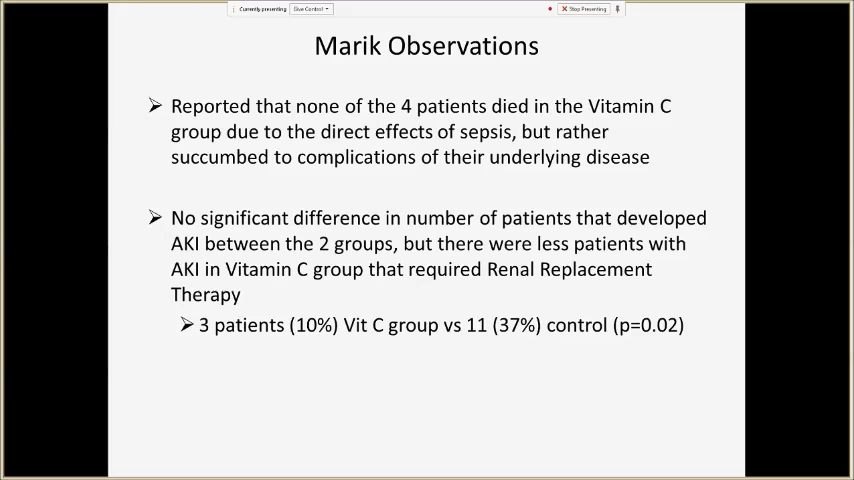 Currently presenting Give Control Stop Presenting
Marik Observations
Reported that none of the 4 patients died in the Vitamin C
group due to the direct effects of sepsis, but rather
succumbed to complications of their underlying disease
No significant difference in number of patients that developed
AKI between the 2 groups, but there were less patients with
AKI in Vitamin C group that required Renal Replacement
Therapy
3 patients (10%) Vit C group vs 11 (37%) control (p=0.02)